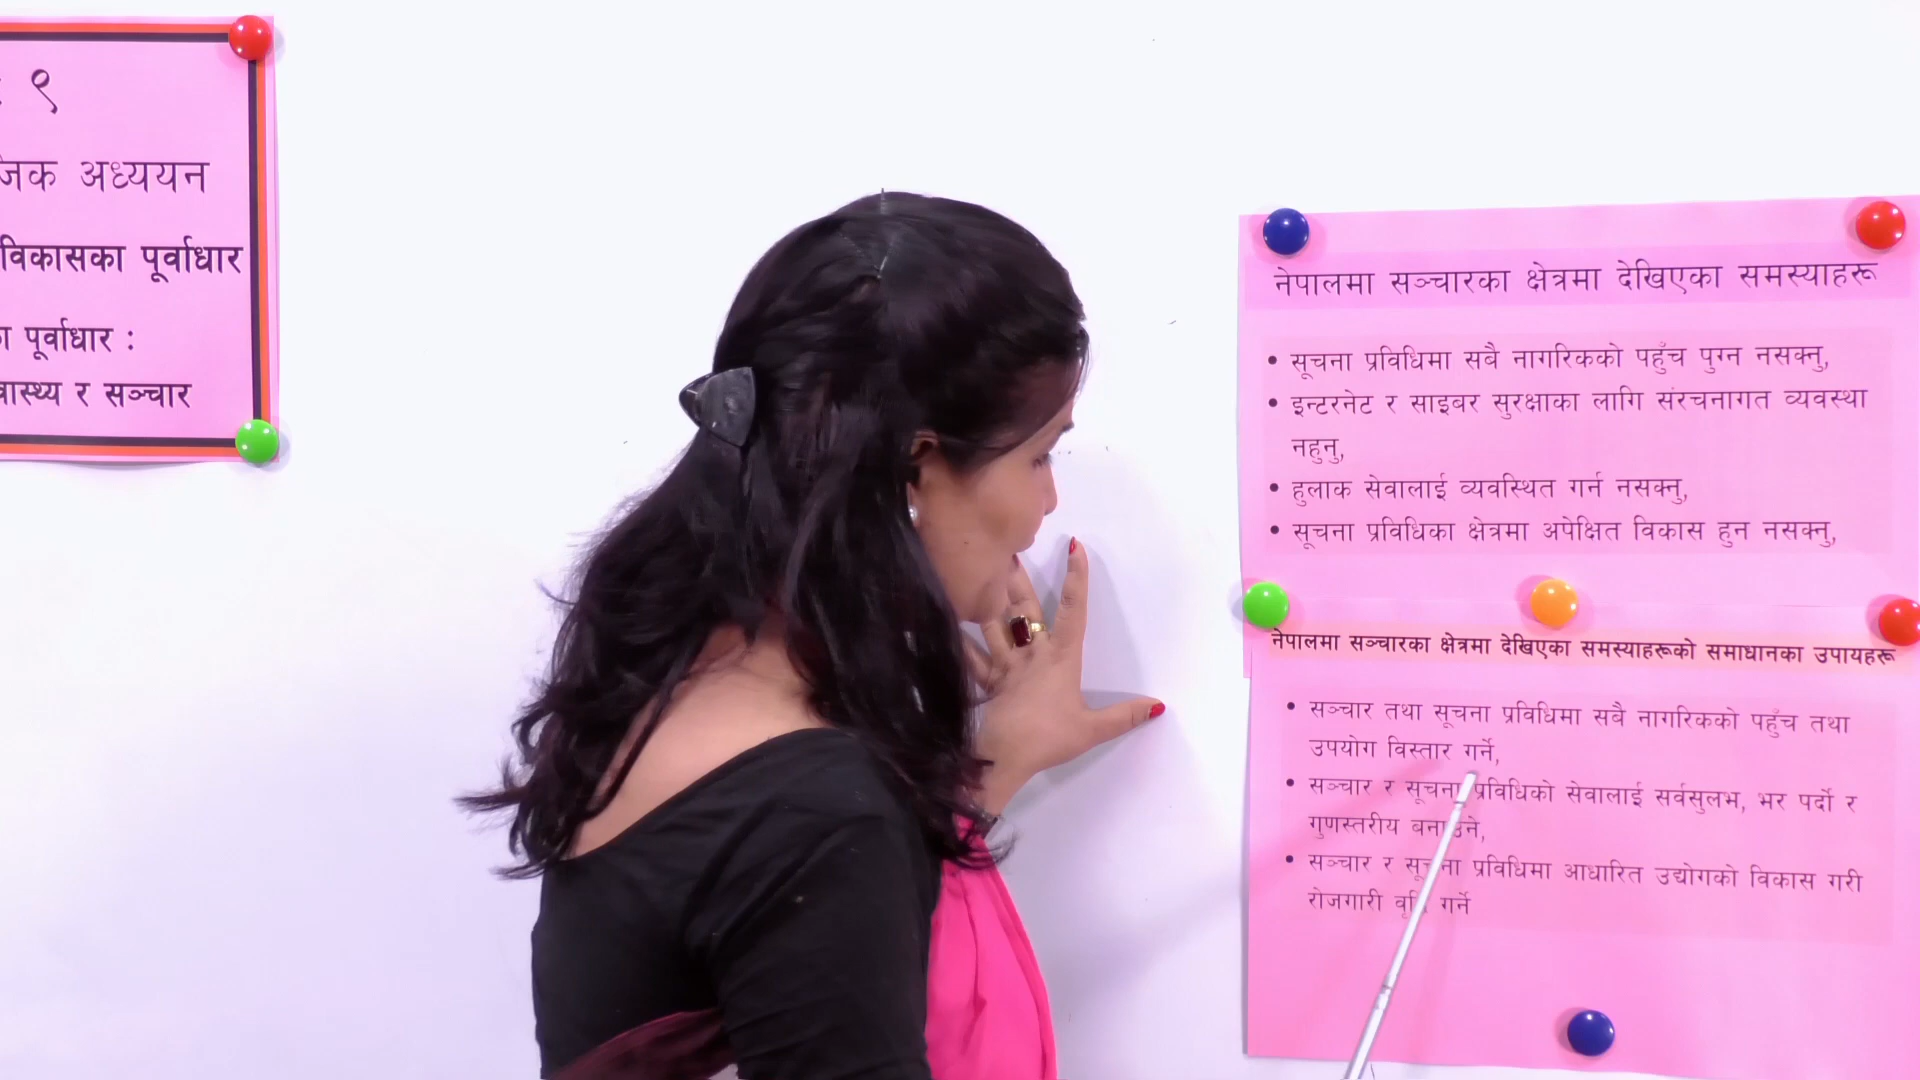 ९
अध्ययन
विकासका पूर्वाधार
पूर्वाधार :
र सञ्चार
नेपालमा सञ्चारका क्षेत्रमा देखिएका समस्याहरू
• सूचना प्रविधिमा सबै नागरिकको पहुँच पुग्न नसक्नु,
• इन्टरनेट र साइबर सुरक्षाका लागि संरचनागत व्यवस्था
नहुनु,
• हुलाक सेवालाई व्यवस्थित गर्न नसक्नु,
• सूचना प्रविधिका क्षेत्रमा अपेक्षित विकास हुन नसक्नु,
नेपालमा सञ्चारका क्षेत्रमा देखिएका समस्याहरूको समाधानका उपायहरू
• सञ्चार तथा सूचना प्रविधिमा सबै नागरिकको पहुँच तथा
उपयोग विस्तार गर्ने,
• सञ्चार र सूचना प्रविधिको सेवालाई सर्वसुलभ, भर पर्दो र
गुणस्तरीय बनाउने,
• सञ्चार र सूचना प्रविधिमा आधारित उद्योगको विकास गरी
रोजगारी गर्ने